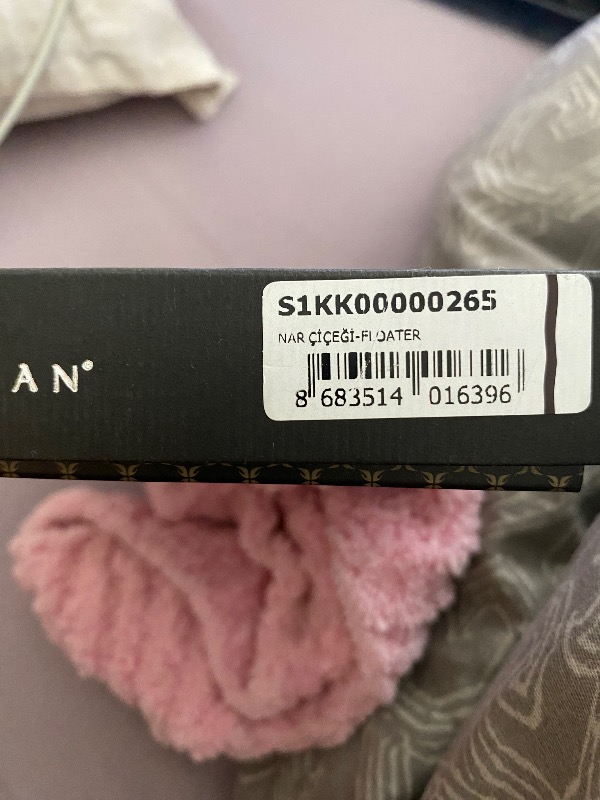 S1KK00000265
NAR ÇİÇEĞİ-FLOATER
8 683514 016396
AN®